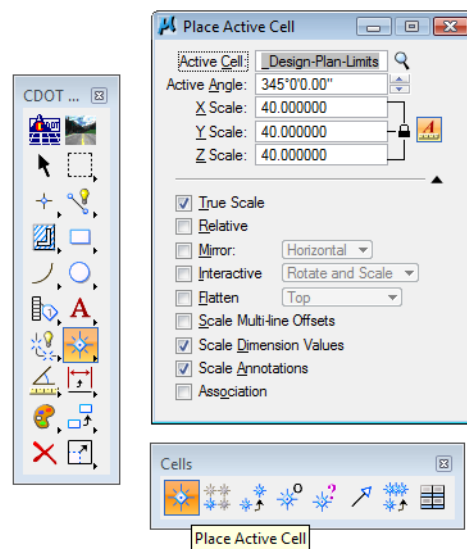 Place Active Cell
Active Cell: _Design-Plan-Limits
Active Angle: 345°0'0.00"
X Scale: 40.000000
Y Scale: 40.000000
Z Scale: 40.000000
True Scale
Relative
Mirror: Horizontal
Interactive Rotate and Scale
Flatten Top
Scale Multi-line Offsets
Scale Dimension Values
Scale Annotations
Association
CDOT ...
Cells
Place Active Cell